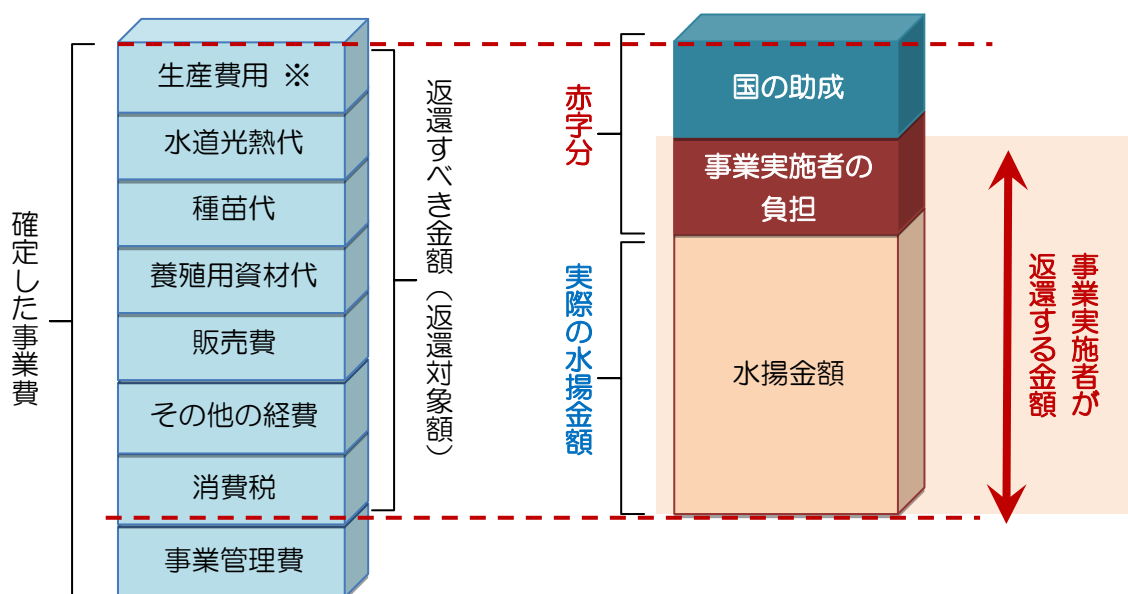 確定した事業費
生産費用 ※
水道光熱代
種苗代
養殖用資材代
販売費
その他の経費
消費税
事業管理費
返還すべき金額（返還対象額）
赤字分
実際の水揚金額
国の助成
事業実施者の
負担
水揚金額
事業実施者が
返還する金額